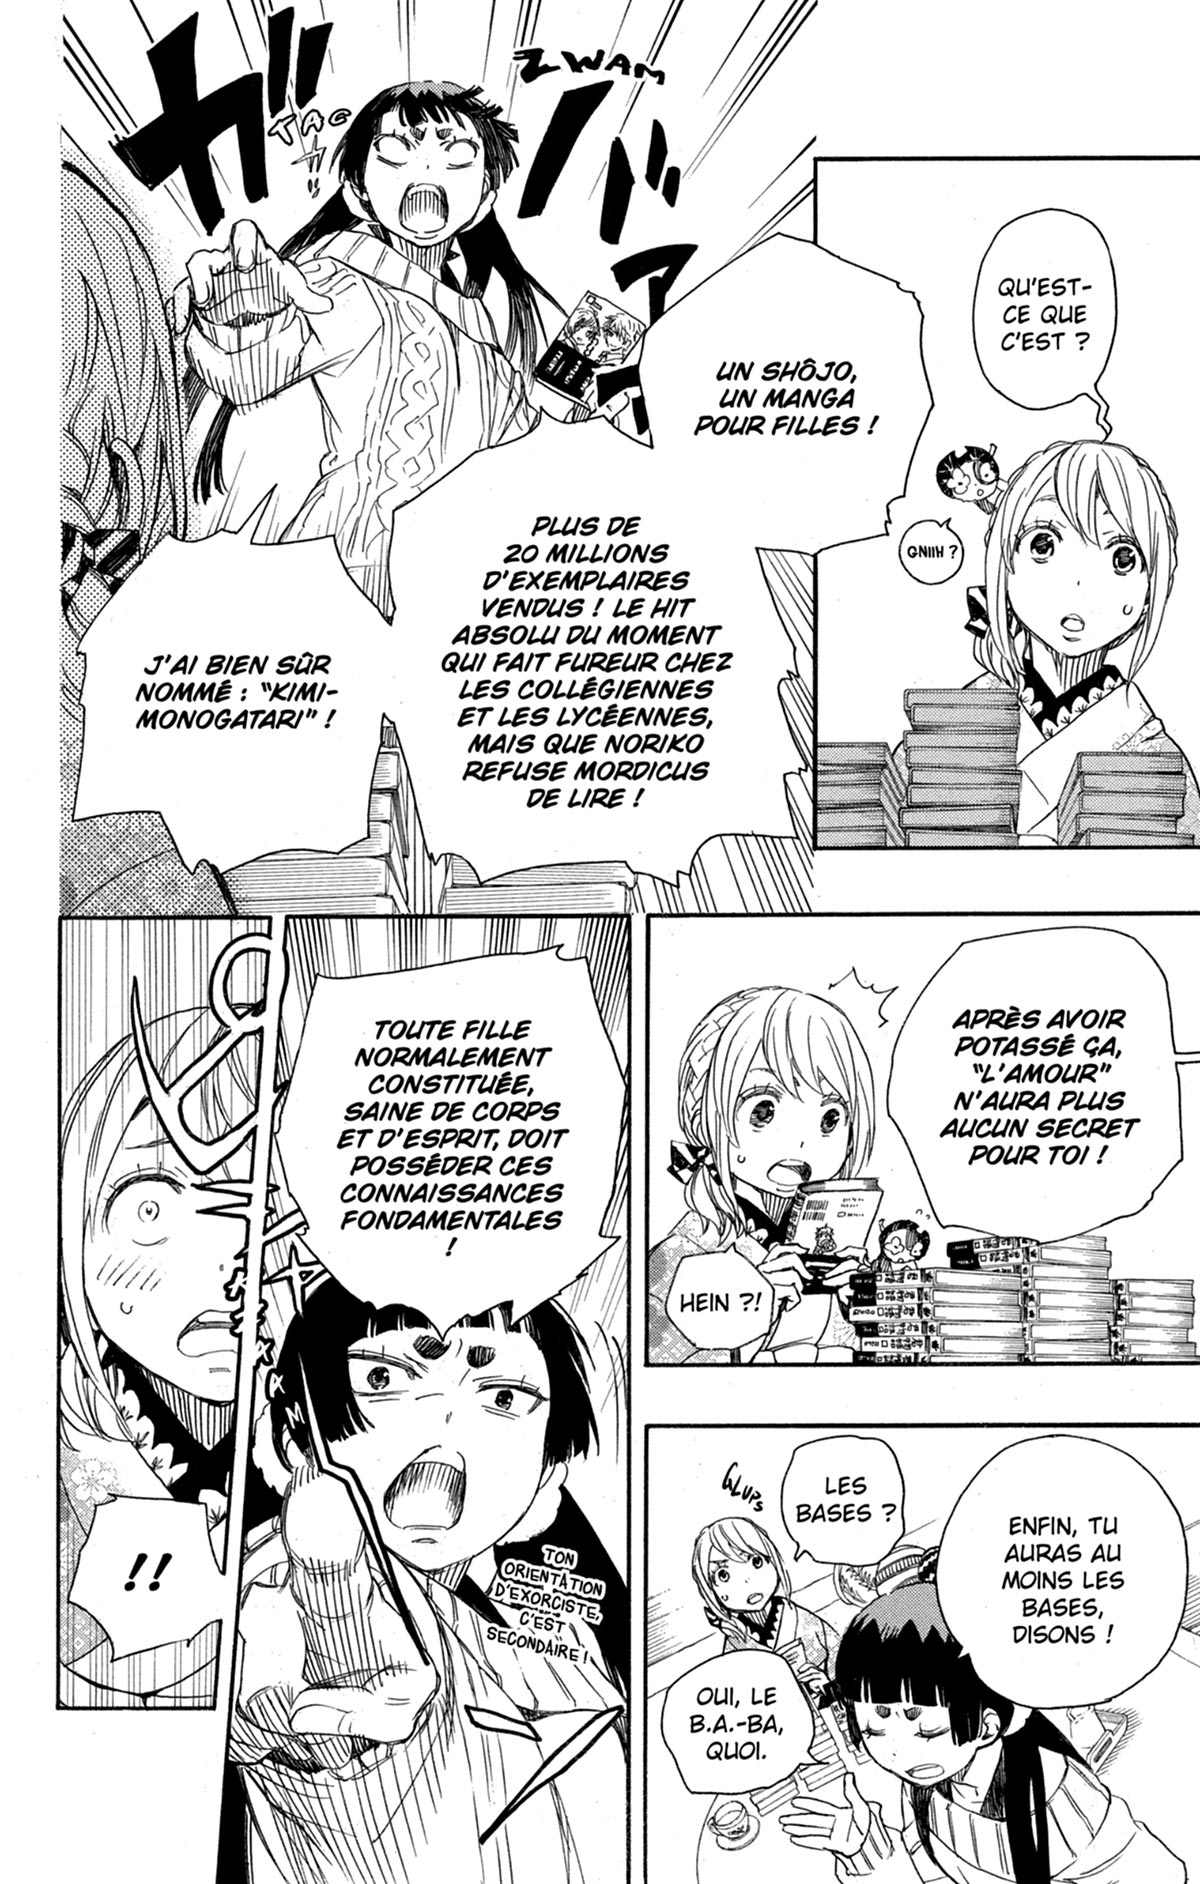 QU'EST-
CE QUE
C'EST ?
GNIIH ?
ZWAM
TAC
ガバッ
UN SHÔJO,
UN MANGA
POUR FILLES !
PLUS DE
20 MILLIONS
D'EXEMPLAIRES
VENDUS ! LE HIT
ABSOLU DU MOMENT
QUI FAIT FUREUR CHEZ
LES COLLÉGIENNES
ET LES LYCÉENNES,
MAIS QUE NORIKO
REFUSE MORDICUS
DE LIRE !
J'AI BIEN SÛR
NOMMÉ : "KIMI-
MONOGATARI" !
APRÈS AVOIR
POTASSÉ ÇA,
"L'AMOUR"
N'AURA PLUS
AUCUN SECRET
POUR TOI !
HEIN ?!
ENFIN, TU
AURAS AU
MOINS LES
BASES,
DISONS !
LES
BASES ?
GLUPS
OUI, LE
B.A.-BA,
QUOI.
TOUTE FILLE
NORMALEMENT
CONSTITUÉE,
SAINE DE CORPS
ET D'ESPRIT, DOIT
POSSÉDER CES
CONNAISSANCES
FONDAMENTALES
!
TON
ORIENTATION
D'EXORCISTE,
C'EST
SECONDAIRE !
!!